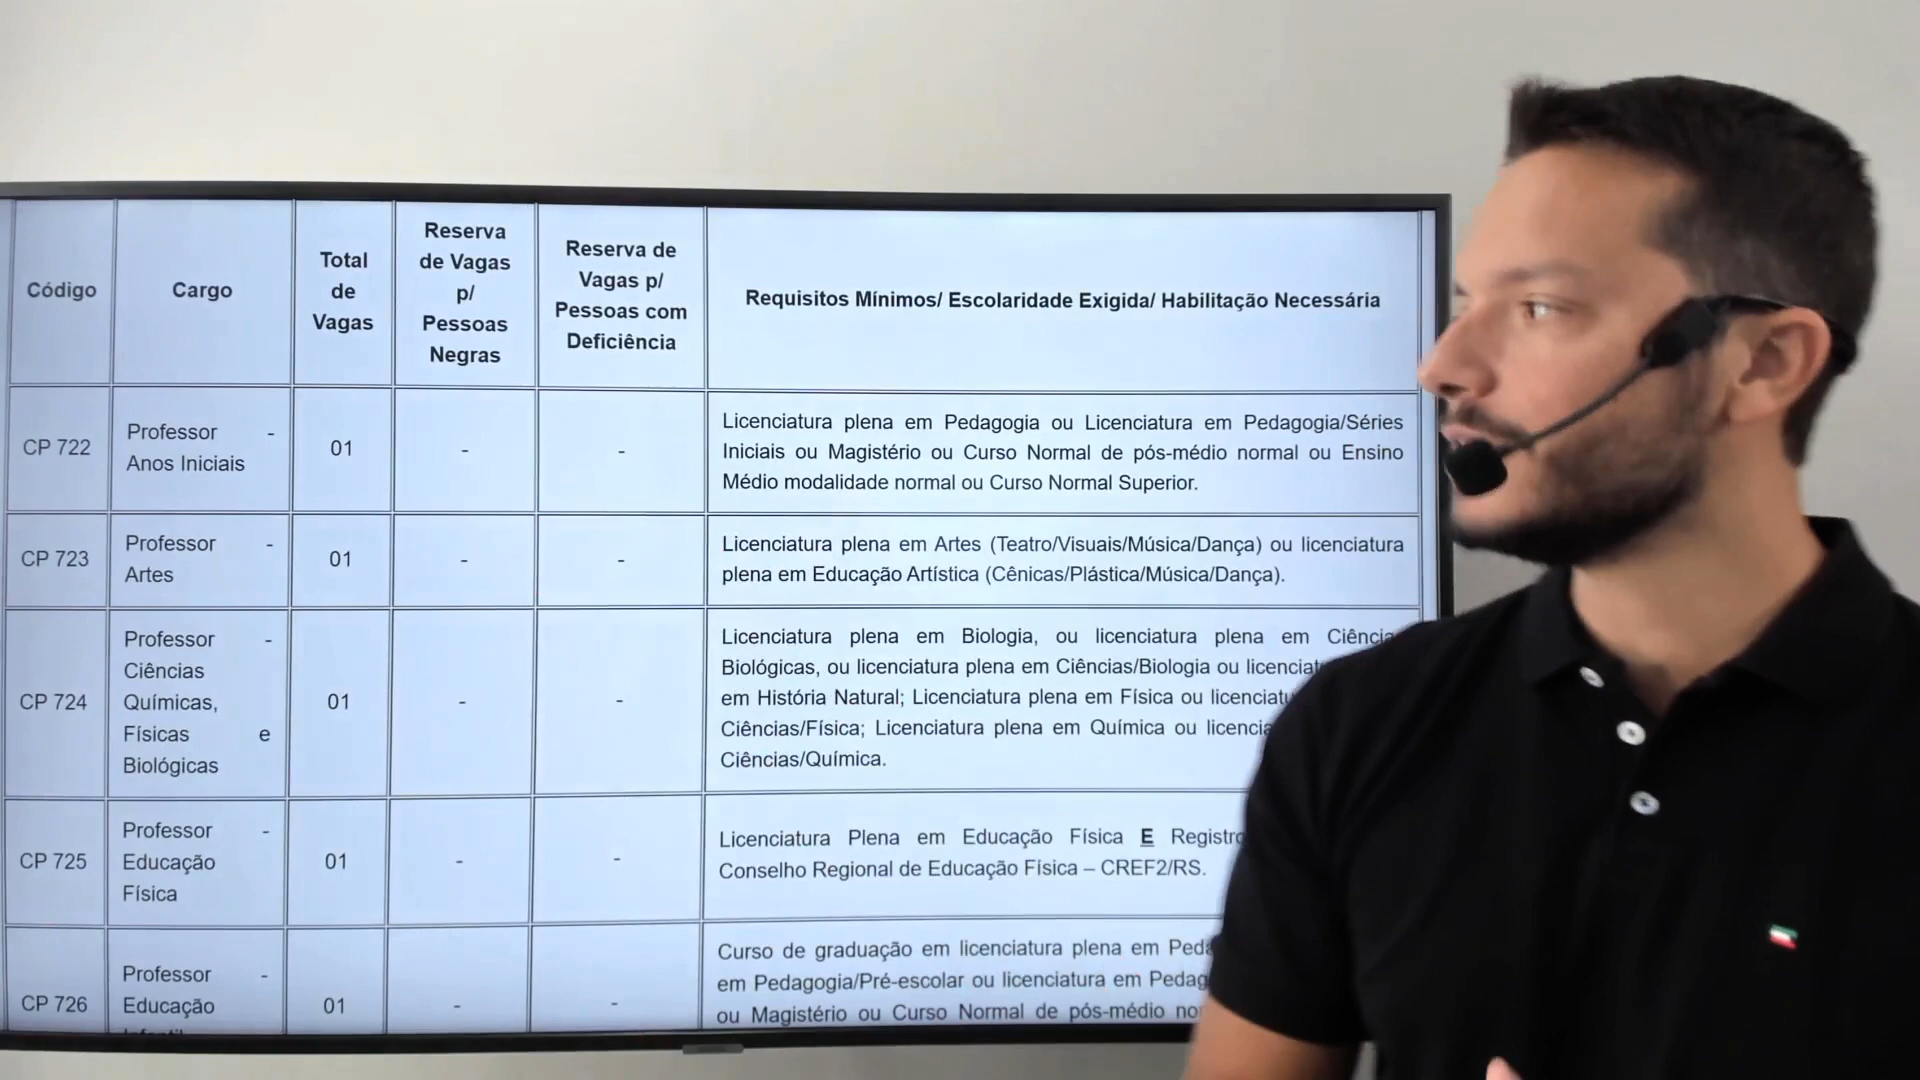 Código
Cargo
Total
de
Vagas
Reserva
de Vagas
p/
Pessoas
Negras
Reserva de
Vagas p/
Pessoas com
Deficiência
Requisitos Mínimos/ Escolaridade Exigida/ Habilitação Necessária
CP 722
Professor -
Anos Iniciais
01
-
-
Licenciatura plena em Pedagogia ou Licenciatura em Pedagogia/Séries
Iniciais ou Magistério ou Curso Normal de pós-médio normal ou Ensino
Médio modalidade normal ou Curso Normal Superior.
CP 723
Professor -
Artes
01
-
-
Licenciatura plena em Artes (Teatro/Visuais/Música/Dança) ou licenciatura
plena em Educação Artística (Cênicas/Plástica/Música/Dança).
CP 724
Professor -
Ciências
Químicas,
Físicas e
Biológicas
01
-
-
Licenciatura plena em Biologia, ou licenciatura plena em
Biológicas, ou licenciatura plena em Ciências/Biologia ou
em História Natural; Licenciatura plena em Física ou
Ciências/Física; Licenciatura plena em Química ou
Ciências/Química.
CP 725
Professor -
Educação
Física
01
-
-
Licenciatura Plena em Educação Física E Registro
Conselho Regional de Educação Física – CREF2/RS.
CP 726
Professor -
Educação
01
-
-
Curso de graduação em licenciatura plena em
em Pedagogia/Pré-escolar ou licenciatura em
ou Magistério ou Curso Normal de pós-médio